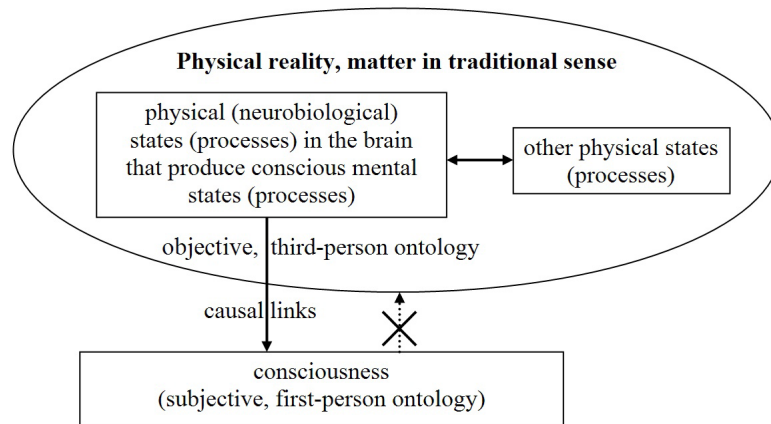 Physical reality, matter in traditional sense
physical (neurobiological)
states (processes) in the brain
that produce conscious mental
states (processes)
other physical states
(processes)
objective, third-person ontology
causal links
consciousness
(subjective, first-person ontology)